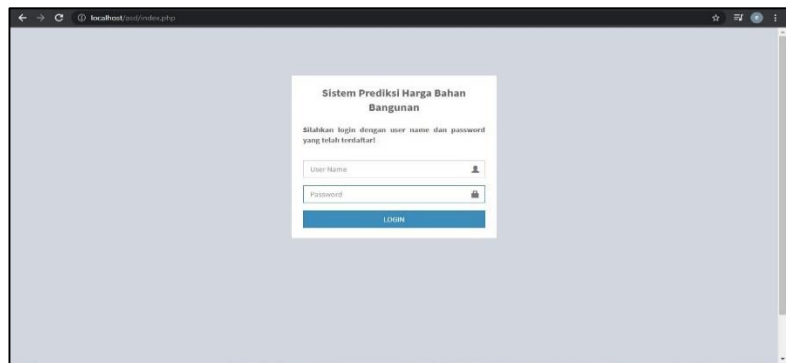 localhost/asd/index.php
Sistem Prediksi Harga Bahan
Bangunan
Silahkan login dengan user name dan password
yang telah terdaftar!
User Name
Password
LOGIN